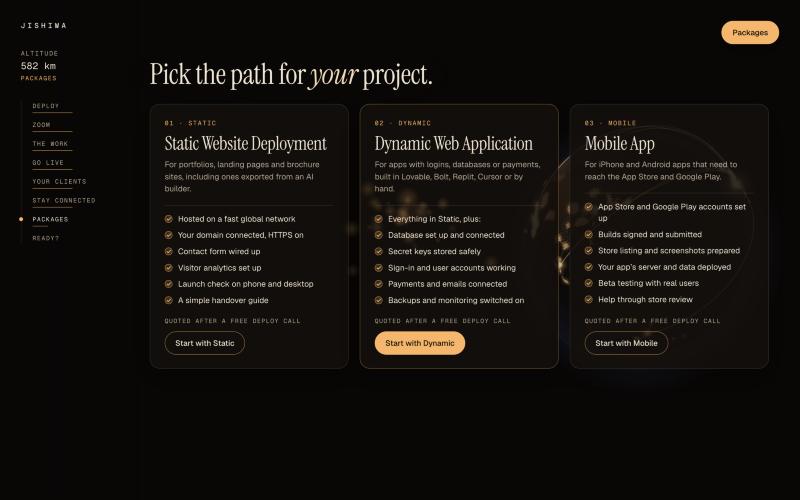 JISHIWA
Packages
ALTITUDE
582 km
PACKAGES
DEPLOY
ZOOM
THE WORK
GO LIVE
YOUR CLIENTS
STAY CONNECTED
PACKAGES
READY?
Pick the path for your project.
01 · STATIC
Static Website Deployment
For portfolios, landing pages and brochure
sites, including ones exported from an AI
builder.
Hosted on a fast global network
Your domain connected, HTTPS on
Contact form wired up
Visitor analytics set up
Launch check on phone and desktop
A simple handover guide
QUOTED AFTER A FREE DEPLOY CALL
Start with Static
02 · DYNAMIC
Dynamic Web Application
For apps with logins, databases or payments,
built in Lovable, Bolt, Replit, Cursor or by
hand.
Everything in Static, plus:
Database set up and connected
Secret keys stored safely
Sign-in and user accounts working
Payments and emails connected
Backups and monitoring switched on
QUOTED AFTER A FREE DEPLOY CALL
Start with Dynamic
03 · MOBILE
Mobile App
For iPhone and Android apps that need to
reach the App Store and Google Play.
App Store and Google Play accounts set
up
Builds signed and submitted
Store listing and screenshots prepared
Your app's server and data deployed
Beta testing with real users
Help through store review
QUOTED AFTER A FREE DEPLOY CALL
Start with Mobile